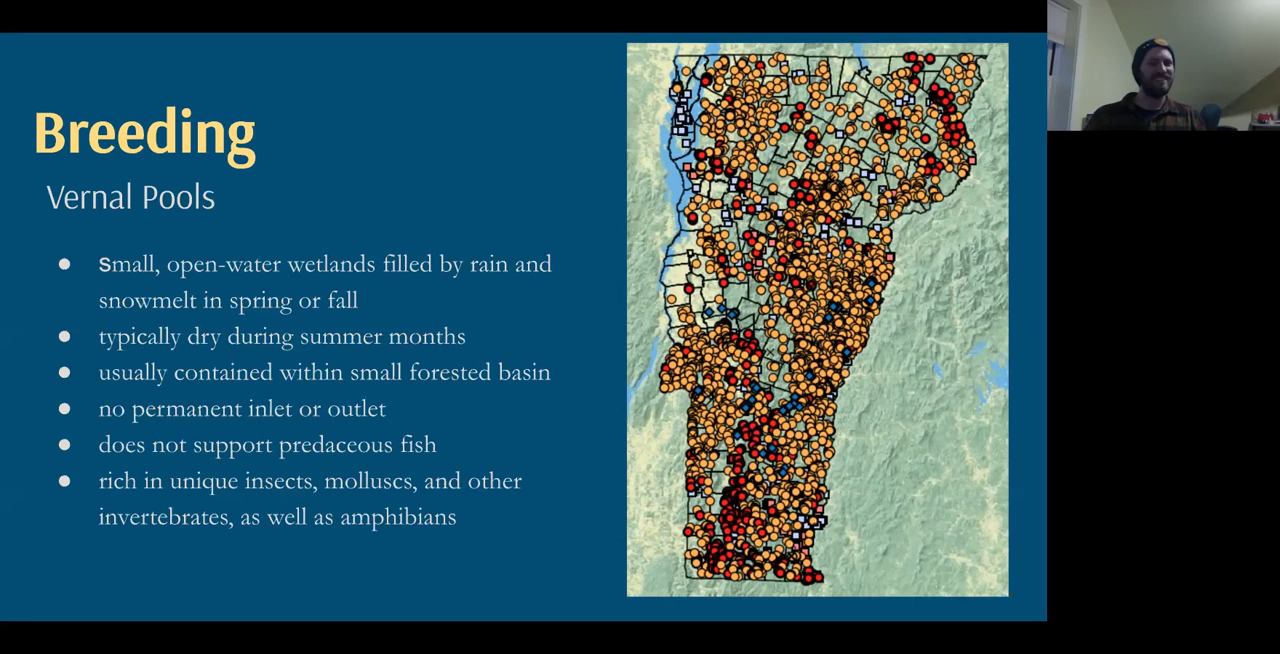 Breeding
Vernal Pools
● Small, open-water wetlands filled by rain and
snowmelt in spring or fall
● typically dry during summer months
● usually contained within small forested basin
● no permanent inlet or outlet
● does not support predaceous fish
● rich in unique insects, molluscs, and other
invertebrates, as well as amphibians